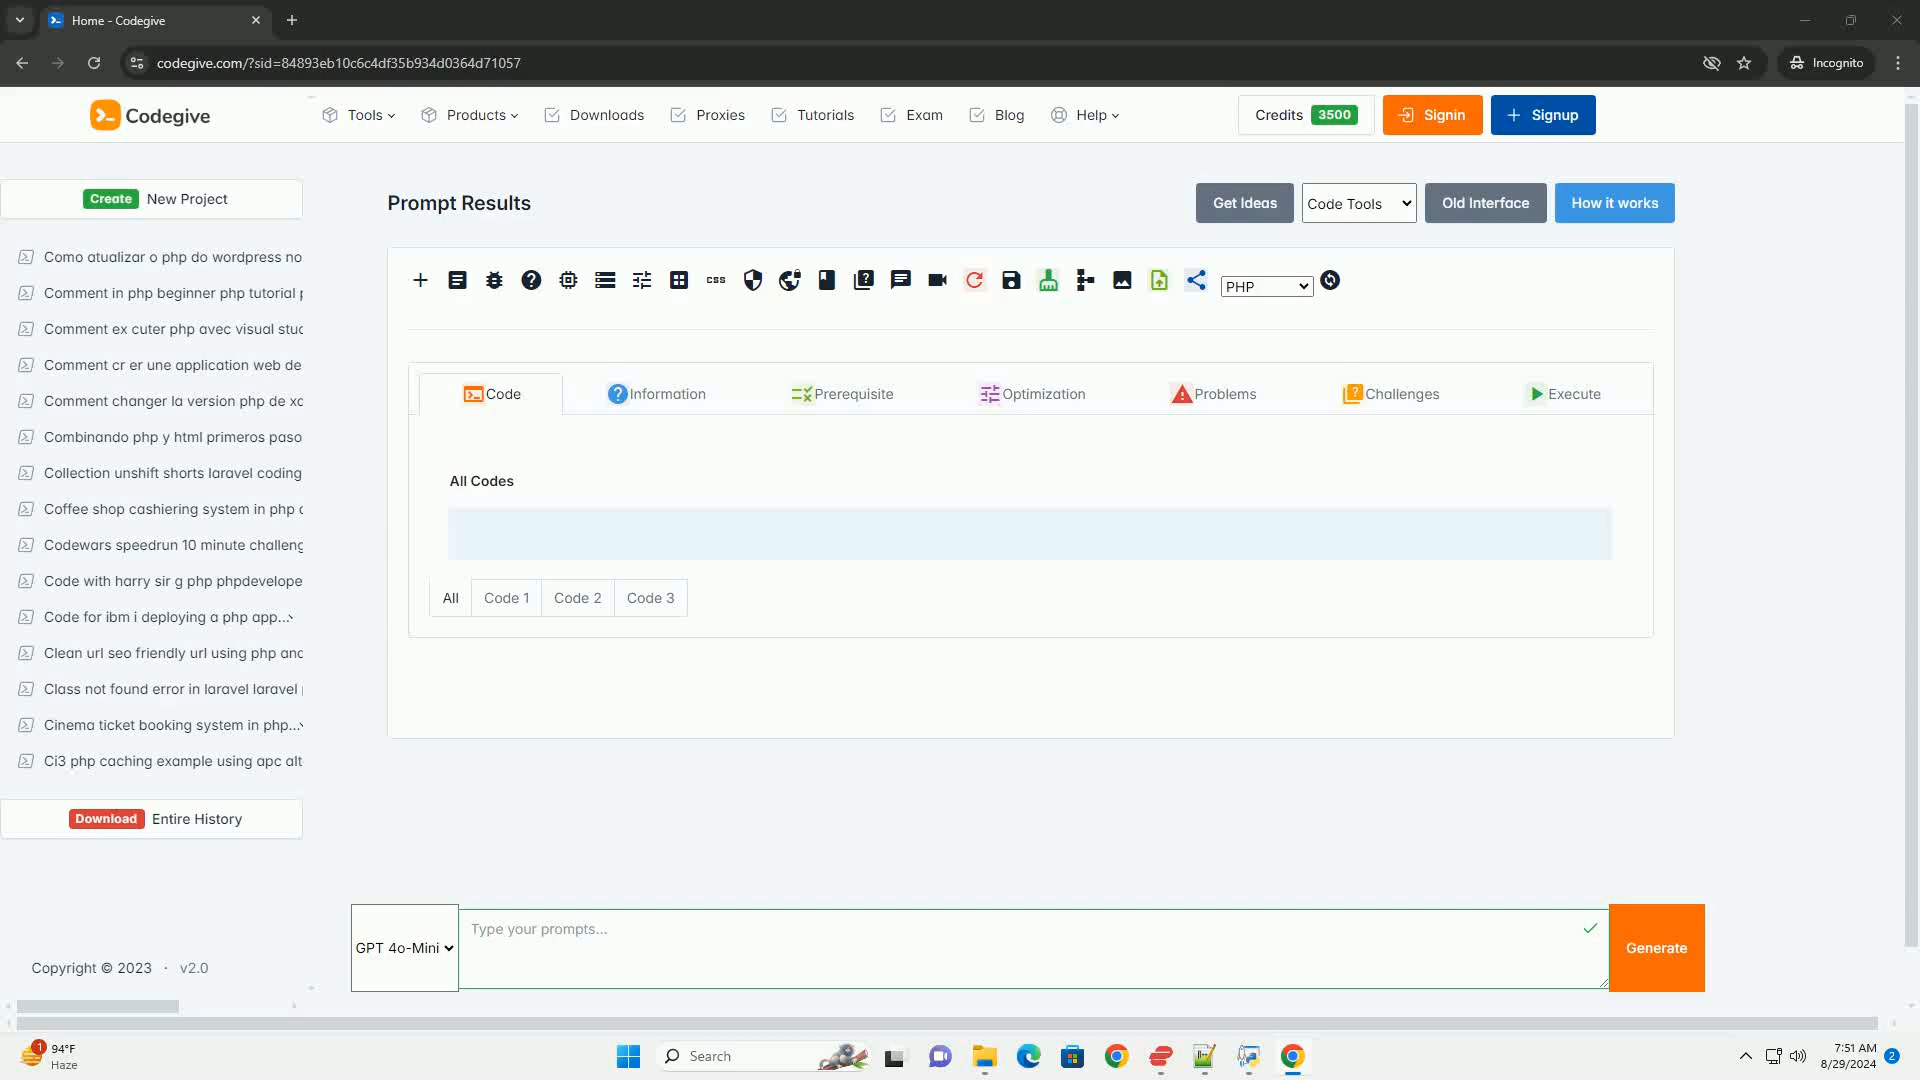 Home - Codegive
codegive.com/?sid=84893eb10c6c4df35b934d0364d71057
Incognito
Codegive
Tools
Products
Downloads
Proxies
Tutorials
Exam
Blog
Help
Credits 3500
Signin
Signup
Create New Project
Como atualizar o php do wordpress no
Comment in php beginner php tutorial
Comment ex cuter php avec visual
Comment cr er une application web de
Comment changer la version php de
Combinando php y html primeros
Collection unshift shorts laravel coding
Coffee shop cashiering system in php
Codewars speedrun 10 minute
Code with harry sir g php
Code for ibm i deploying a php app...
Clean url seo friendly url using php
Class not found error in laravel laravel
Cinema ticket booking system in php...
Ci3 php caching example using apc
Download Entire History
Copyright © 2023 · v2.0
Prompt Results
Get Ideas
Code Tools
Old Interface
How it works
css
PHP
Code
Information
Prerequisite
Optimization
Problems
Challenges
Execute
All Codes
All
Code 1
Code 2
Code 3
GPT 4o-Mini
Type your prompts...
Generate
1
94°F
Haze
Search
7:51 AM
8/29/2024
2